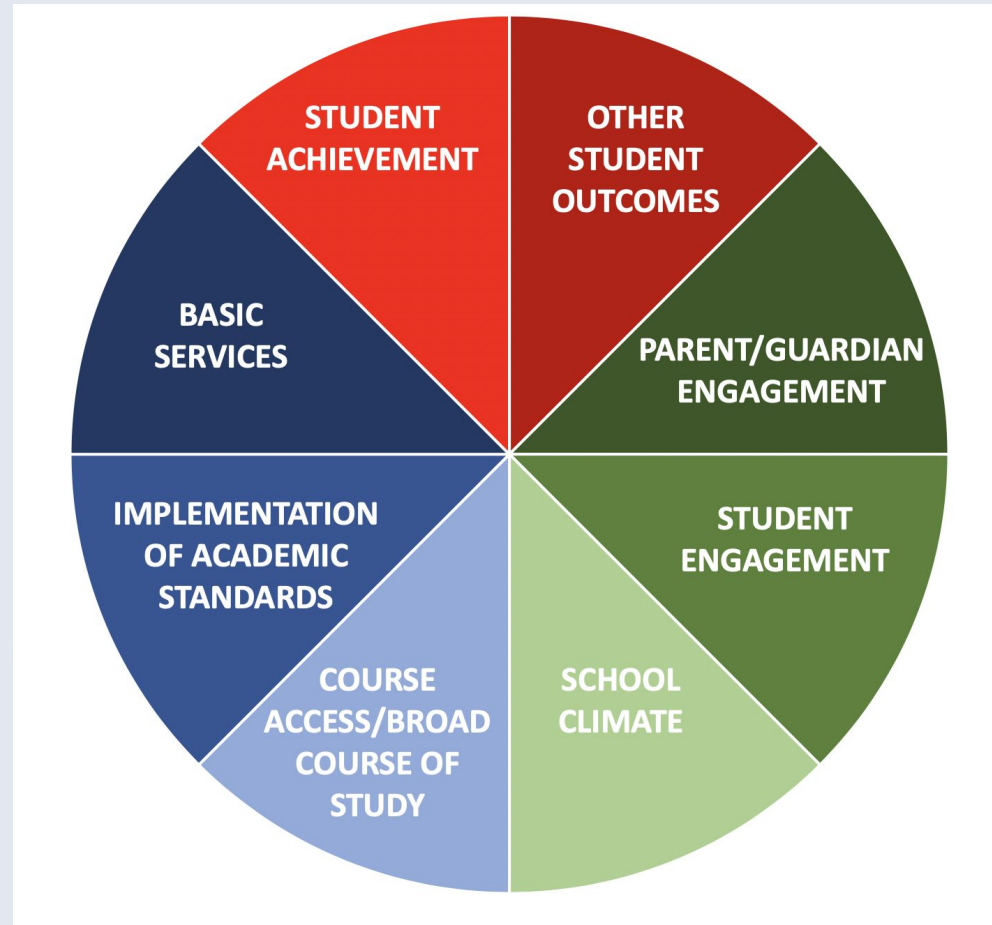 STUDENT
ACHIEVEMENT
OTHER
STUDENT
OUTCOMES
BASIC
SERVICES
PARENT/GUARDIAN
ENGAGEMENT
IMPLEMENTATION
OF ACADEMIC
STANDARDS
STUDENT
ENGAGEMENT
COURSE
ACCESS/BROAD
COURSE OF
STUDY
SCHOOL
CLIMATE